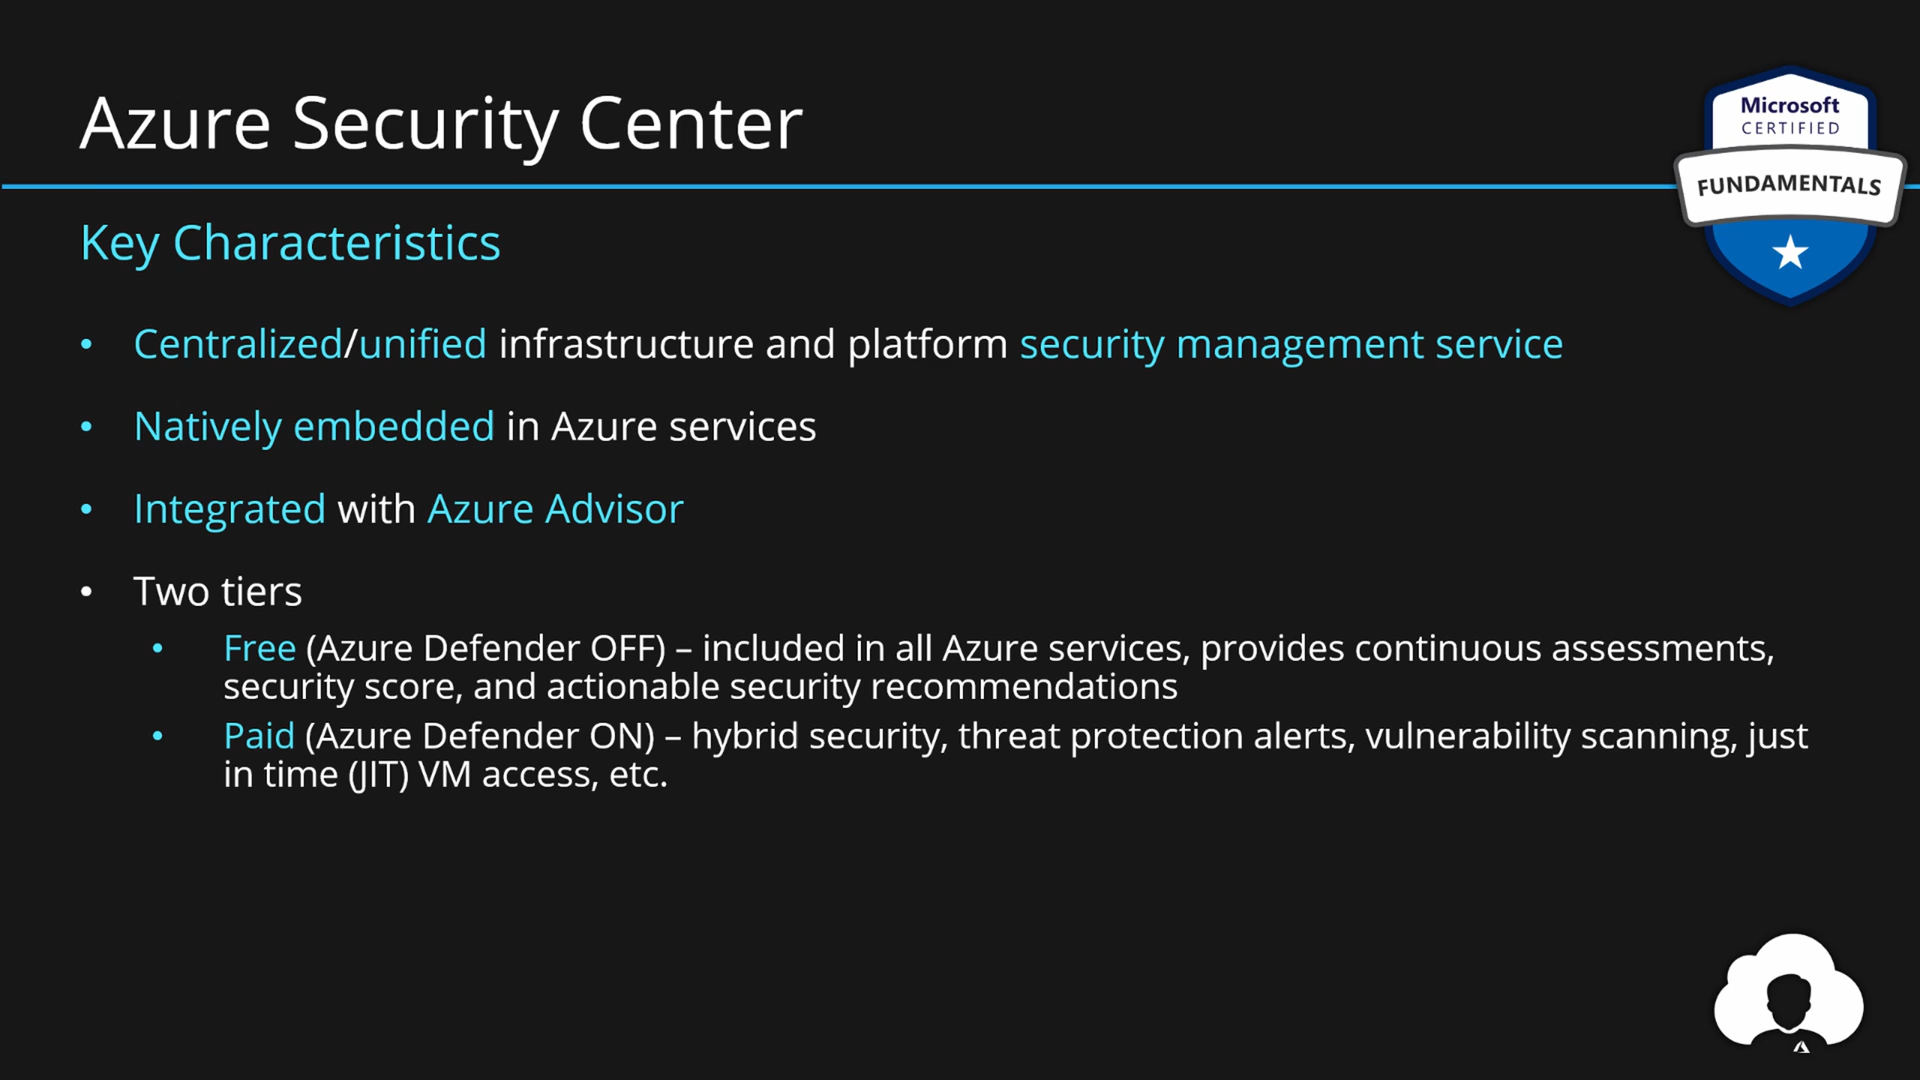 Azure Security Center
Microsoft
CERTIFIED
FUNDAMENTALS
Key Characteristics
• Centralized/unified infrastructure and platform security management service
• Natively embedded in Azure services
• Integrated with Azure Advisor
• Two tiers
• Free (Azure Defender OFF) – included in all Azure services, provides continuous assessments,
security score, and actionable security recommendations
• Paid (Azure Defender ON) – hybrid security, threat protection alerts, vulnerability scanning, just
in time (JIT) VM access, etc.